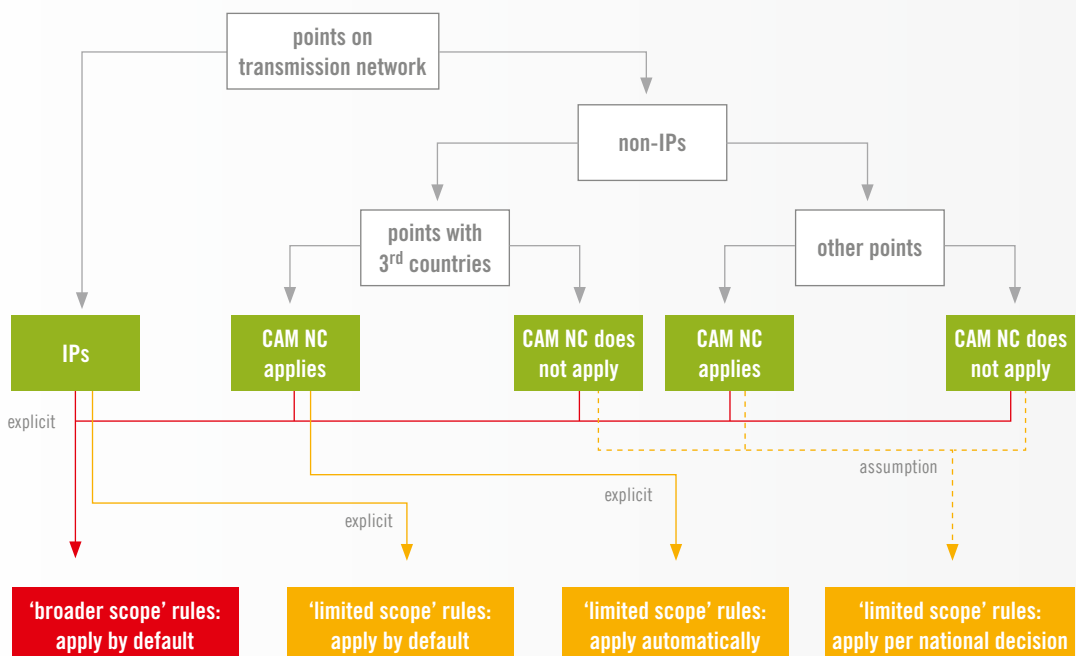 points on
transmission network
non-IPs
points with
3rd countries
other points
IPs
CAM NC
applies
CAM NC does
not apply
CAM NC
applies
CAM NC does
not apply
explicit
assumption
explicit
explicit
‘broader scope’ rules:
apply by default
‘limited scope’ rules:
apply by default
‘limited scope’ rules:
apply automatically
‘limited scope’ rules:
apply per national decision